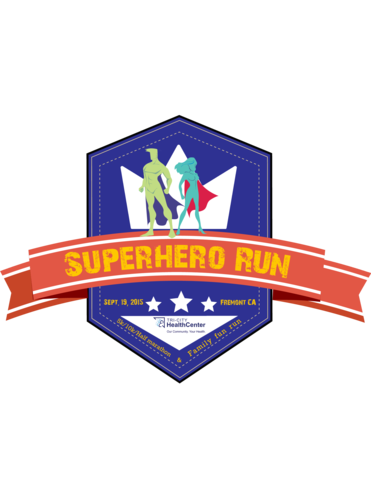 SUPERHERO RUN
SEPT. 19, 2015
FREMONT CA
TRI-CITY
HealthCenter
Our Community. Your Health
5k/10k/Half marathon & Family fun run